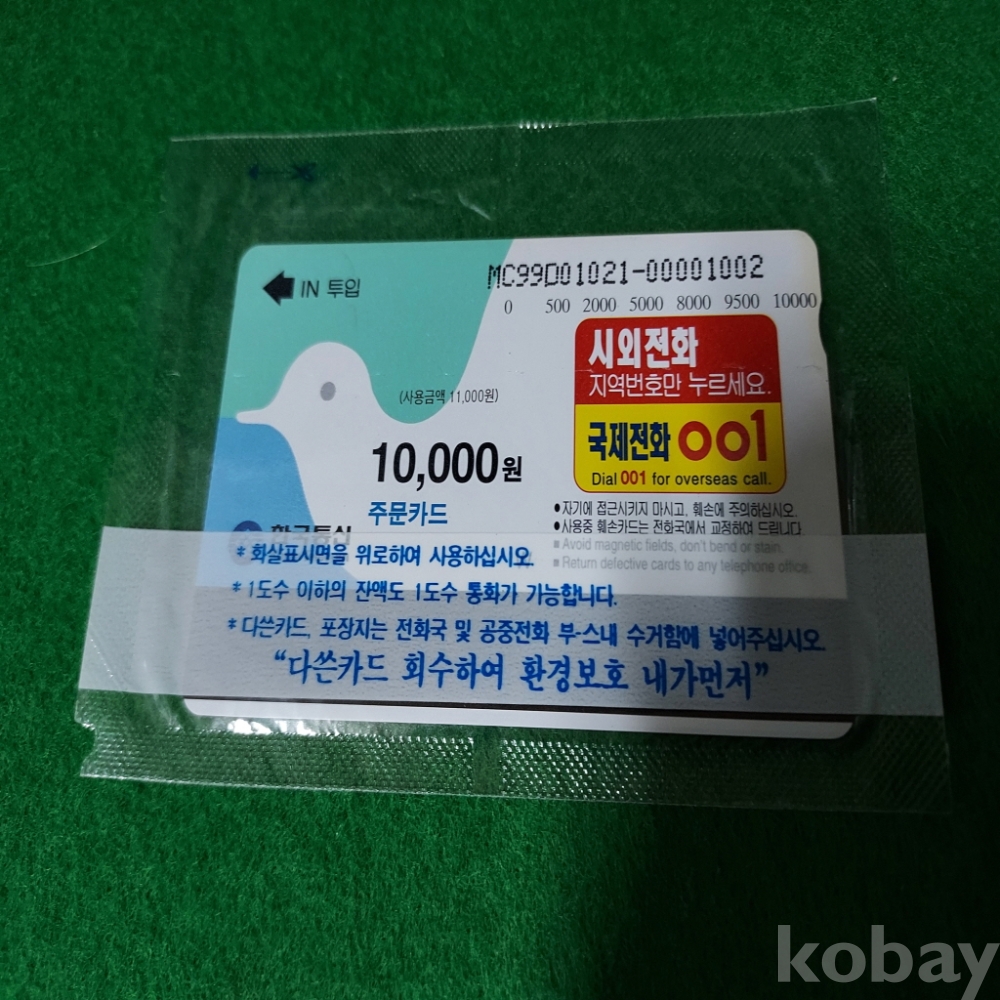 IN 투입
MC99D01021-00001002
0 500 2000 5000 8000 9500 10000
시외전화
지역번호만 누르세요.
(사용금액 11,000원)
국제전화 001
Dial 001 for overseas call.
10,000원
주문카드
●자기에 접근시키지 마시고, 훼손에 주의하십시오.
●사용중 훼손카드는 전화국에서 교정하여 드립니다.
■ Avoid magnetic fields, don't bend or stain.
■ Return defective cards to any telephone office.
한국통신
* 화살표시면을 위로하여 사용하십시오.
* 1도수 이하의 잔액도 1도수 통화가 가능합니다.
* 다쓴카드, 포장지는 전화국 및 공중전화 부-스내 수거함에 넣어주십시오.
“다쓴카드 회수하여 환경보호 내가먼저”
kobay